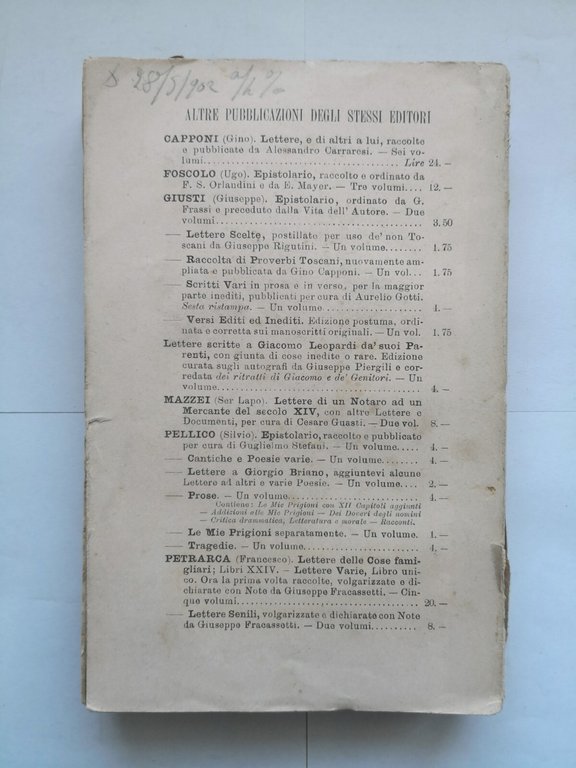 28/5/902
ALTRE PUBBLICAZIONI DEGLI STESSI EDITORI
CAPPONI (Gino). Lettere, e di altri a lui, raccolte
e pubblicate da Alessandro Carraresi. — Sei vo-
lumi.......... Lire 24. —
FOSCOLO (Ugo). Epistolario, raccolto e ordinato da
F. S. Orlandini e da E. Mayer. — Tre volumi.... 12. —
GIUSTI (Giuseppe). Epistolario, ordinato da G.
Frassi e preceduto dalla Vita dell' Autore. — Due
volumi.......... 3. 50
— Lettere Scelte, postillate per uso de' non To-
scani da Giuseppe Rigutini. — Un volume....... 1. 75
— Raccolta di Proverbi Toscani, nuovamente am-
pliata e pubblicata da Gino Capponi. — Un vol... 1. 75
— Scritti Vari in prosa e in verso, per la maggior
parte inediti, pubblicati per cura di Aurelio Gotti.
Sesta ristampa. — Un volume.......... 4. —
— Versi Editi ed Inediti. Edizione postuma, ordi-
nata e corretta sui manoscritti originali. — Un vol. 1. 75
Lettere scritte a Giacomo Leopardi da' suoi Pa-
renti, con giunta di cose inedite o rare. Edizione
curata sugli autografi da Giuseppe Piergili e cor-
redata dei ritratti di Giacomo e de' Genitori. — Un
volume.......... 4. —
MAZZEI (Ser Lapo). Lettere di un Notaro ad un
Mercante del secolo XIV, con altre Lettere e
Documenti, per cura di Cesare Guasti. — Due vol. 8. —
PELLICO (Silvio). Epistolario, raccolto e pubblicato
per cura di Guglielmo Stefani. — Un volume..... 4. —
— Cantiche e Poesie varie. — Un volume........ 4. —
— Lettere a Giorgio Briano, aggiuntevi alcune
Lettere ad altri e varie Poesie. — Un volume.... 2. —
— Prose. — Un volume.......... 4. —
Contiene: Le Mie Prigioni con XII Capitoli aggiunti
— Addizioni alle Mie Prigioni — Dei Doveri degli uomini
— Critica drammatica, Letteratura e morale — Racconti.
— Le Mie Prigioni separatamente. — Un volume. 1. —
— Tragedie. — Un volume.......... 4. —
PETRARCA (Francesco). Lettere delle Cose fami-
gliari; Libri XXIV. — Lettere Varie, Libro uni-
co. Ora la prima volta raccolte, volgarizzate e di-
chiarate con Note da Giuseppe Fracassetti. — Cin-
que volumi.......... 20. —
— Lettere Senili, volgarizzate e dichiarate con Note
da Giuseppe Fracassetti. — Due volumi.......... 8. —